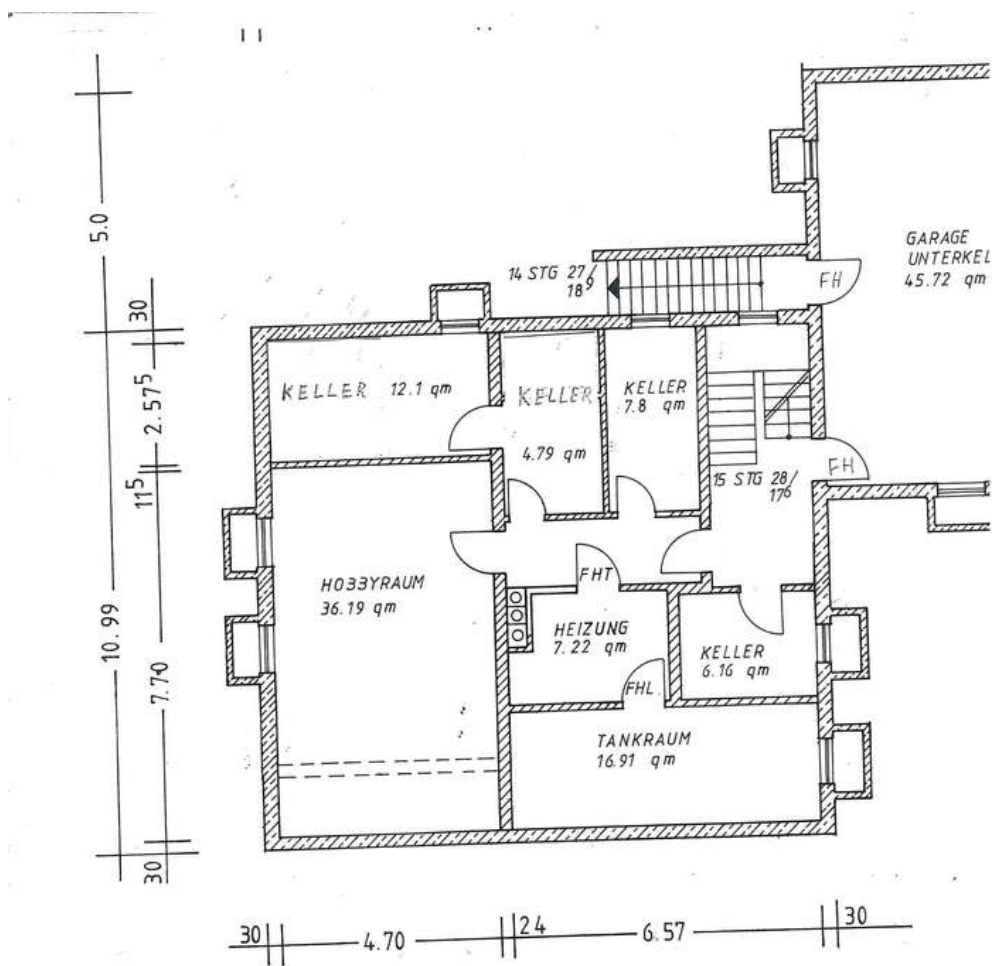 5.0
GARAGE
UNTERKEL
45.72 qm
14 STG 27/
18⁹
FH
30
KELLER 12.1 qm
KELLER
4.79 qm
KELLER
7.8 qm
2.57⁵
15 STG 28/
17⁶
FH
11⁵
10.99
7.70
HOBBYRAUM
36.19 qm
FHT
HEIZUNG
7.22 qm
KELLER
6.16 qm
FHL
TANKRAUM
16.91 qm
30
30
4.70
24
6.57
30